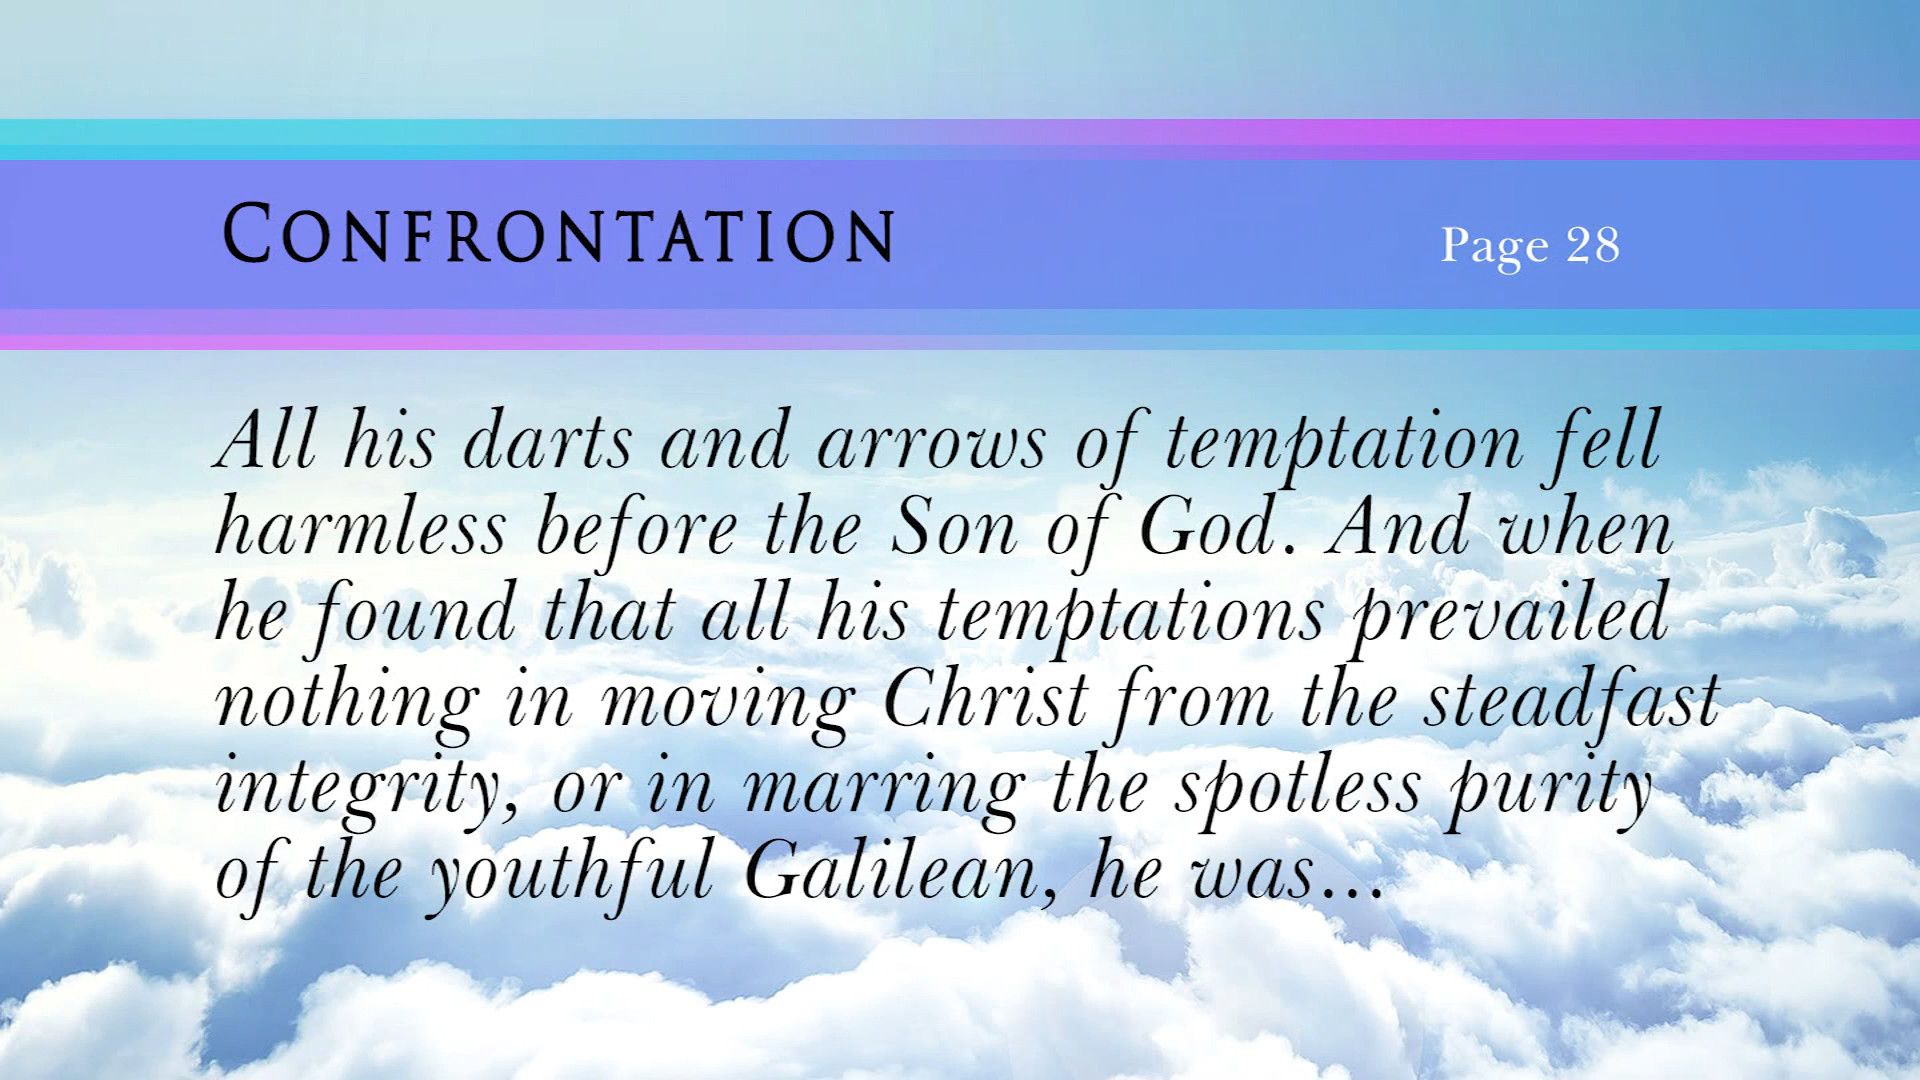 CONFRONTATION
Page 28
All his darts and arrows of temptation fell
harmless before the Son of God. And when
he found that all his temptations prevailed
nothing in moving Christ from the steadfast
integrity, or in marring the spotless purity
of the youthful Galilean, he was...